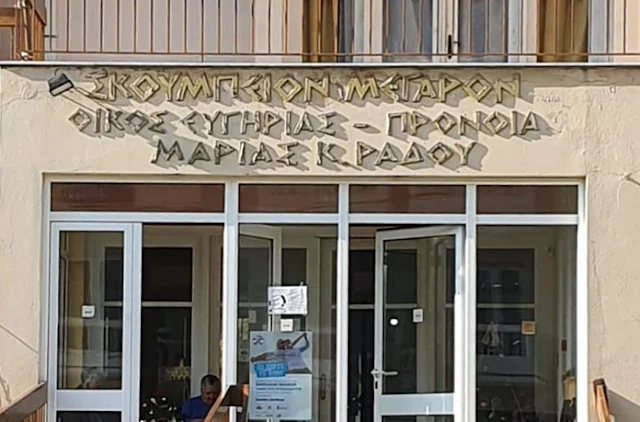 ΣΚΟΥΜΠΕΙΟΝ ΜΕΓΑΡΟΝ
ΟΙΚΟΣ ΕΥΓΗΡΙΑΣ - ΠΡΟΝΟΙΑ
ΜΑΡΙΑΣ Κ. ΡΑΔΟΥ